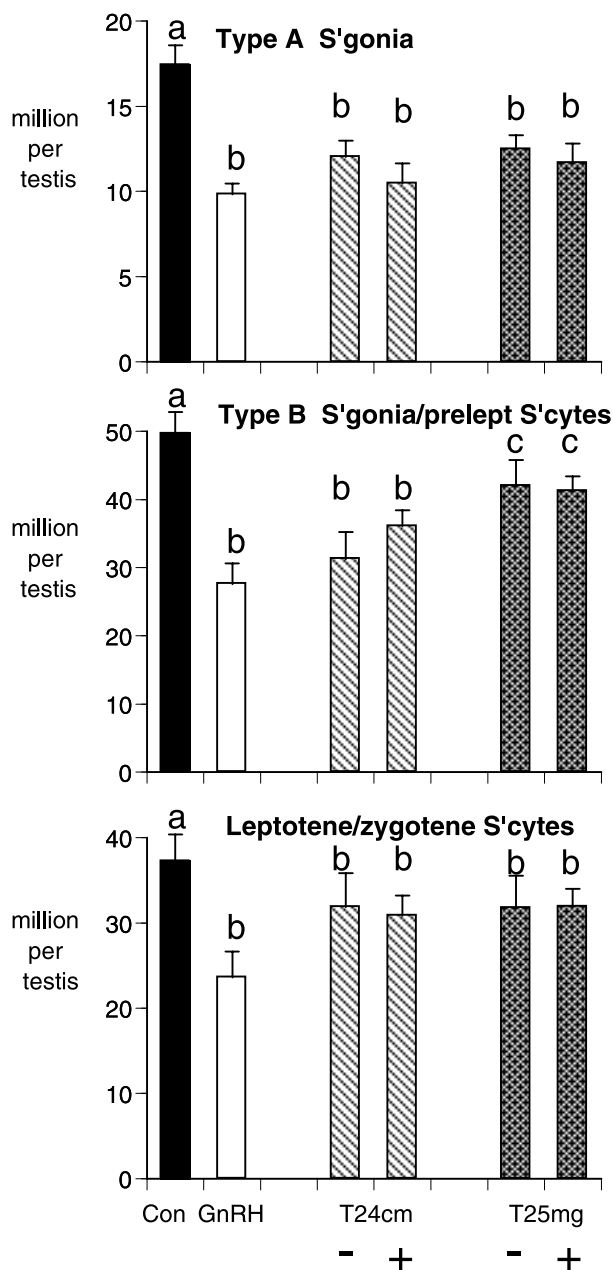 20
a
Type A S'gonia
15
million
per
testis
b
b
b
b
b
10
5
0
a
Type B S'gonia/prelept S'cytes
50
40
million
per
testis
b
b
b
c
c
30
20
10
0
a
Leptotene/zygotene S'cytes
40
30
million
per
testis
b
b
b
b
b
20
10
0
Con GnRH T24cm T25mg
- + - +